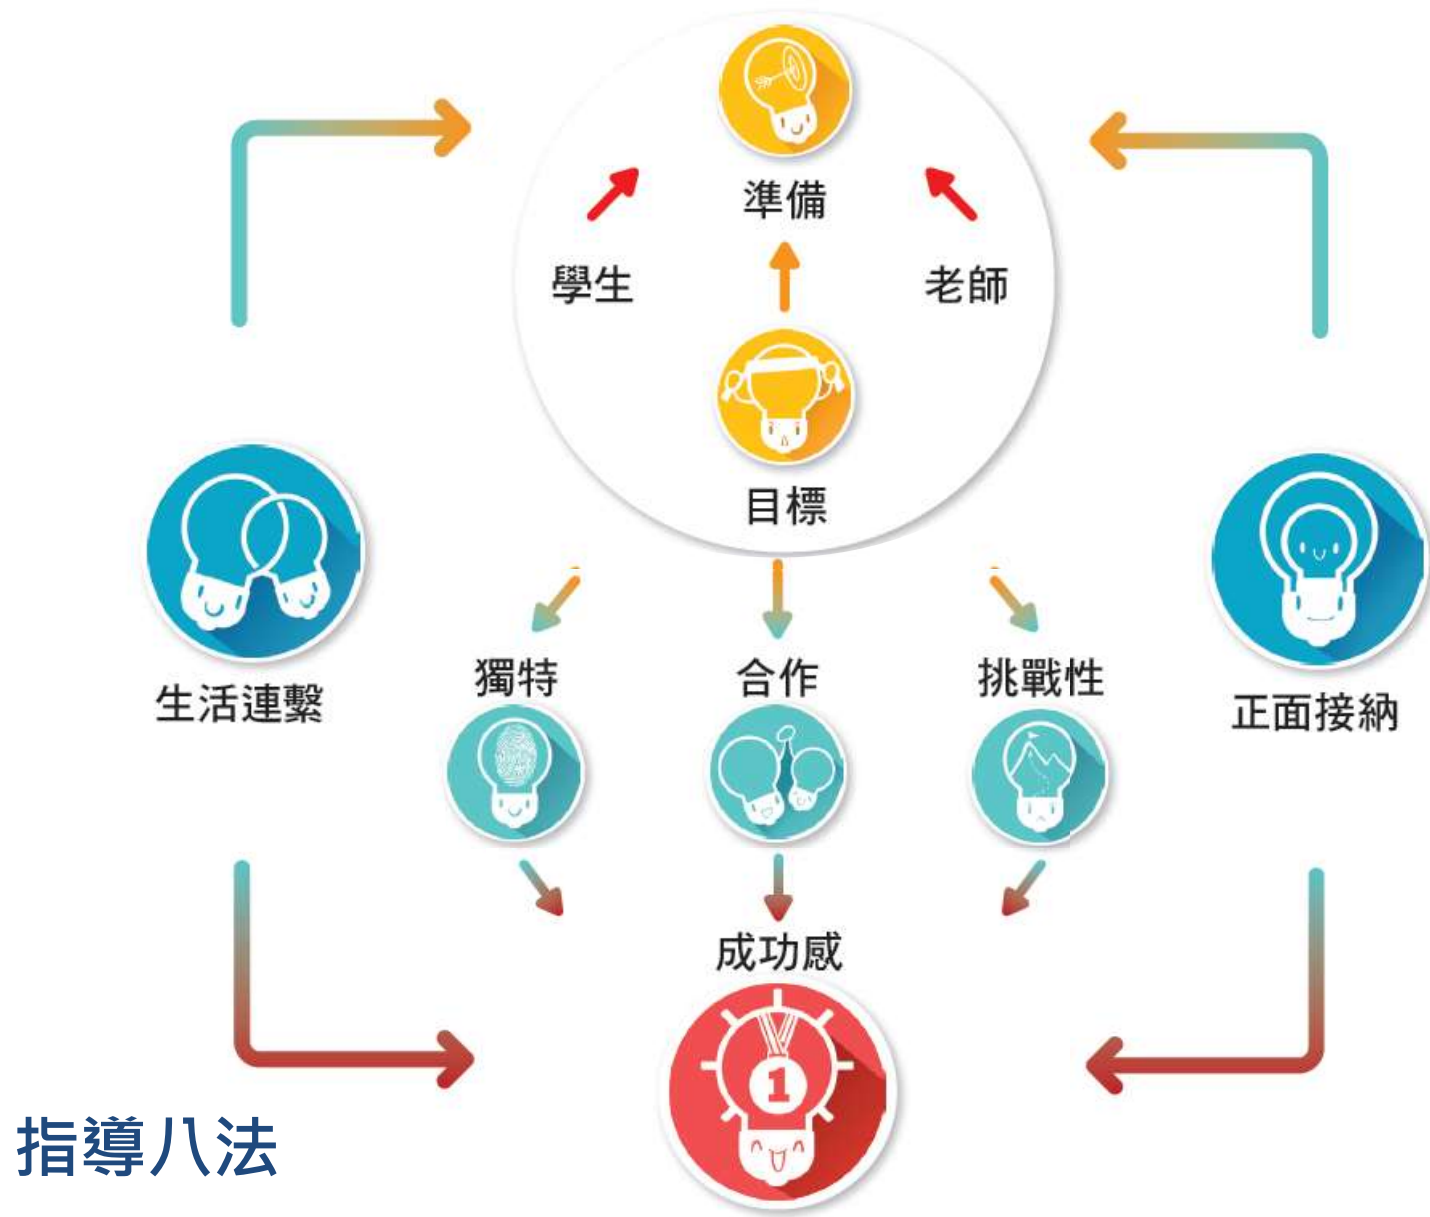 準備
學生
老師
目標
獨特
合作
挑戰性
生活連繫
正面接納
成功感
1
指導八法